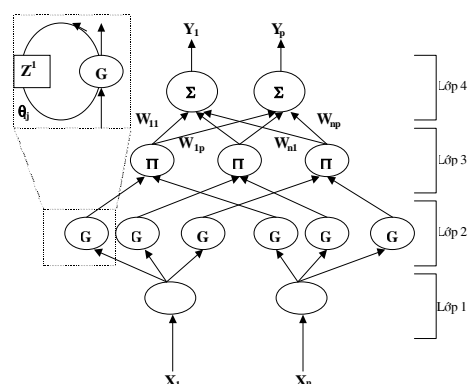 Y1 Yp
Z1 G
Σ Σ
Lớp 4
θij
W11 Wnp
W1p Wn1
Π Π Π
Lớp 3
G G G G G G
Lớp 2
Lớp 1
X1 Xn